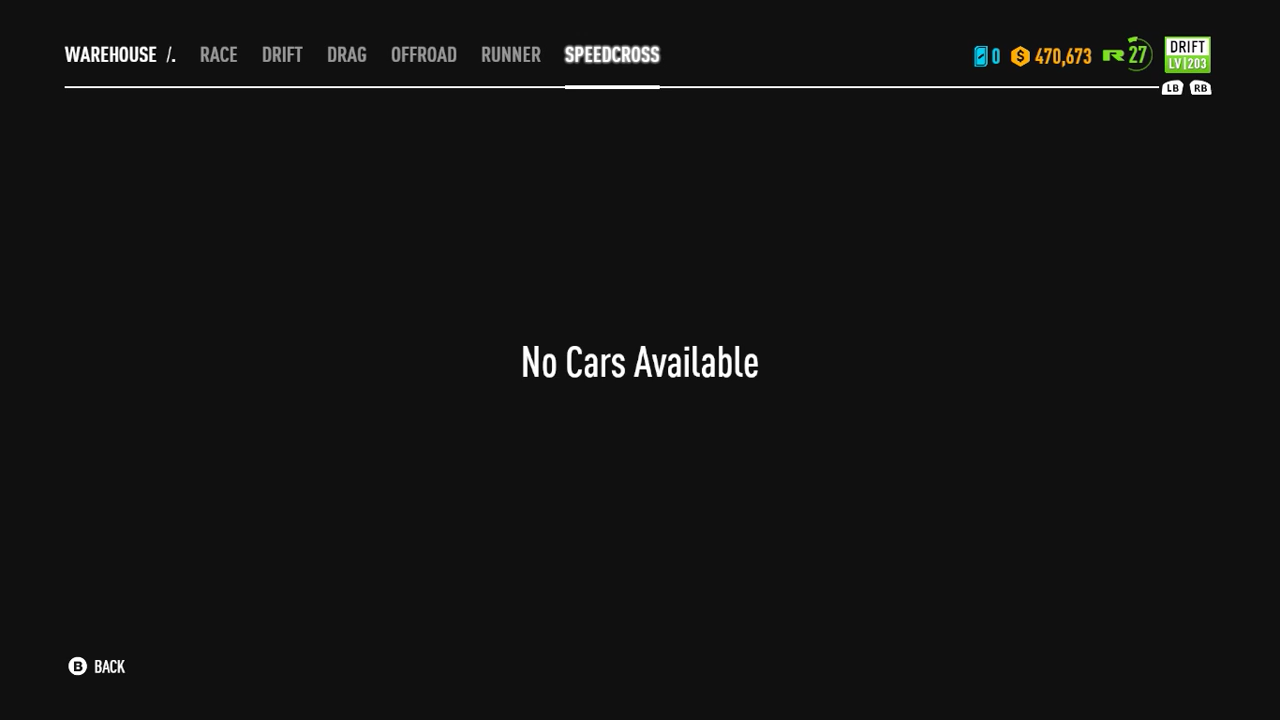 WAREHOUSE /. RACE DRIFT DRAG OFFROAD RUNNER SPEEDCROSS 0 $ 470,673 R 27 DRIFT
LV|203
LB RB
No Cars Available
B BACK